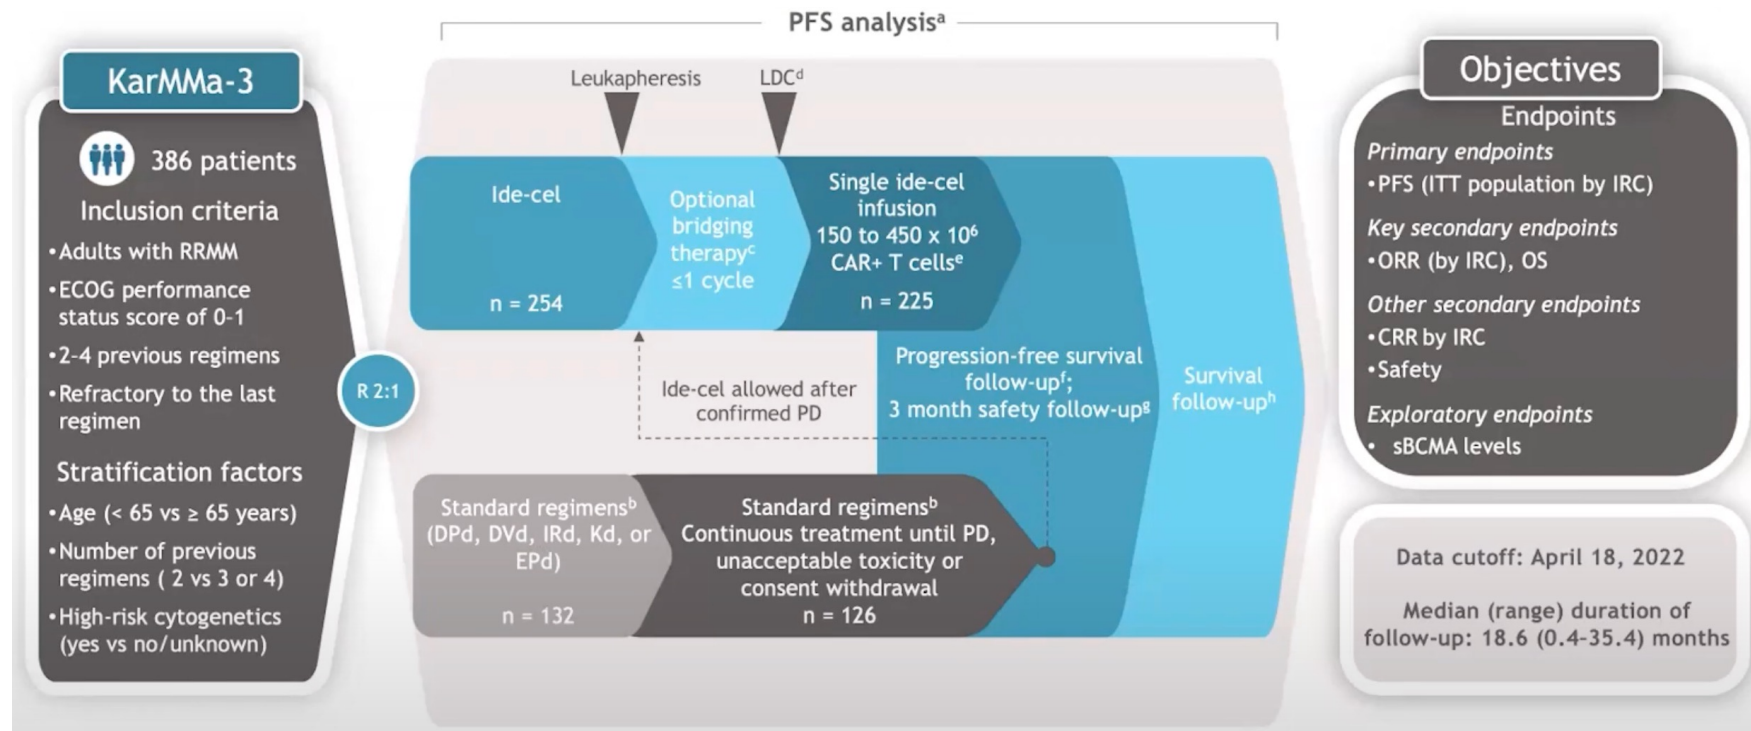 PFS analysisᵃ
KarMMa-3
386 patients
Inclusion criteria
•Adults with RRMM
•ECOG performance
status score of 0-1
•2-4 previous regimens
•Refractory to the last
regimen
Stratification factors
•Age (< 65 vs ≥ 65 years)
•Number of previous
regimens ( 2 vs 3 or 4)
•High-risk cytogenetics
(yes vs no/unknown)
R 2:1
Leukapheresis
LDCᵈ
Ide-cel
n = 254
Optional
bridging
therapyᶜ
≤1 cycle
Single ide-cel
infusion
150 to 450 x 10⁶
CAR+ T cellsᵉ
n = 225
Ide-cel allowed after
confirmed PD
Progression-free survival
follow-upᶠ;
3 month safety follow-upᵍ
Survival
follow-upʰ
Standard regimensᵇ
(DPd, DVd, IRd, Kd, or
EPd)
n = 132
Standard regimensᵇ
Continuous treatment until PD,
unacceptable toxicity or
consent withdrawal
n = 126
Objectives
Endpoints
Primary endpoints
•PFS (ITT population by IRC)
Key secondary endpoints
•ORR (by IRC), OS
Other secondary endpoints
•CRR by IRC
•Safety
Exploratory endpoints
• sBCMA levels
Data cutoff: April 18, 2022
Median (range) duration of
follow-up: 18.6 (0.4-35.4) months